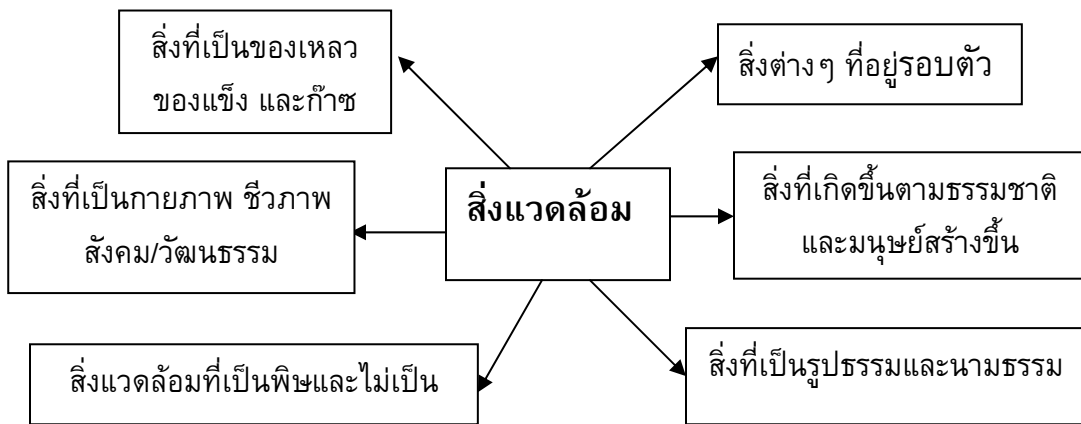 สิ่งที่เป็นของเหลว
ของแข็ง และก๊าซ
สิ่งต่างๆ ที่อยู่รอบตัว
สิ่งที่เป็นกายภาพ ชีวภาพ
สังคม/วัฒนธรรม
สิ่งแวดล้อม
สิ่งที่เกิดขึ้นตามธรรมชาติ
และมนุษย์สร้างขึ้น
สิ่งแวดล้อมที่เป็นพิษและไม่เป็น
สิ่งที่เป็นรูปธรรมและนามธรรม